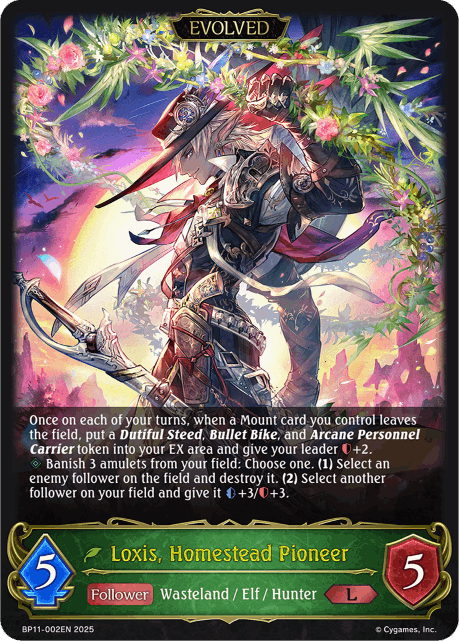 EVOLVED
Once on each of your turns, when a Mount card you control leaves
the field, put a Dutiful Steed, Bullet Bike, and Arcane Personnel
Carrier token into your EX area and give your leader +2.
Banish 3 amulets from your field: Choose one. (1) Select an
enemy follower on the field and destroy it. (2) Select another
follower on your field and give it +3/+3.
Loxis, Homestead Pioneer
5
5
Follower Wasteland / Elf / Hunter L
BP11-002EN 2025 © Cygames, Inc.